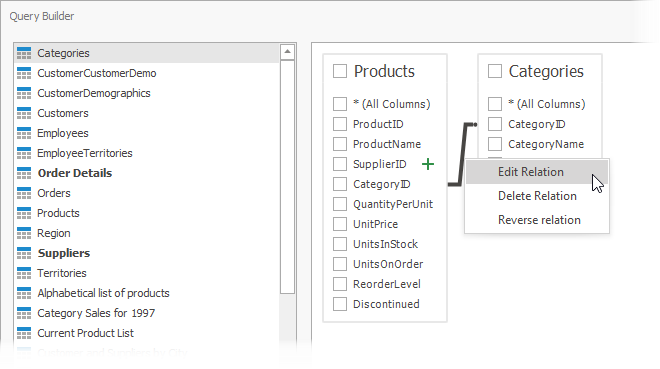 Query Builder
Categories
CustomerCustomerDemo
CustomerDemographics
Customers
Employees
EmployeeTerritories
Order Details
Orders
Products
Region
Suppliers
Territories
Alphabetical list of products
Category Sales for 1997
Current Product List
Products
* (All Columns)
ProductID
ProductName
SupplierID
CategoryID
QuantityPerUnit
UnitPrice
UnitsInStock
UnitsOnOrder
ReorderLevel
Discontinued
Categories
* (All Columns)
CategoryID
CategoryName
Edit Relation
Delete Relation
Reverse relation